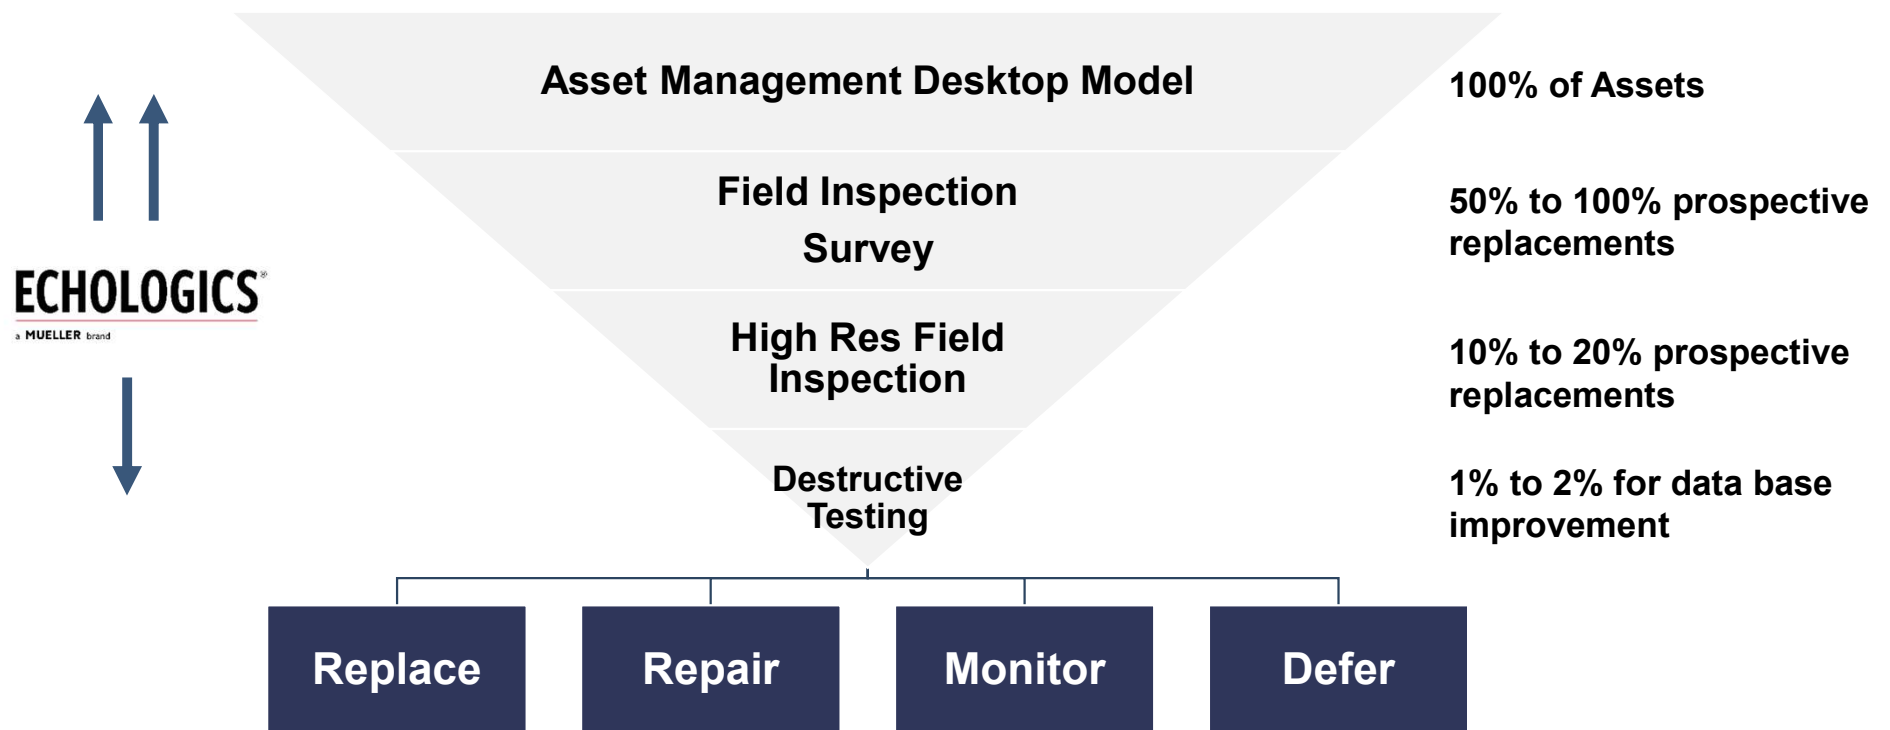 Asset Management Desktop Model
100% of Assets
Field Inspection
Survey
50% to 100% prospective
replacements
ECHOLOGICS®
a MUELLER brand
High Res Field
Inspection
10% to 20% prospective
replacements
Destructive
Testing
1% to 2% for data base
improvement
Replace
Repair
Monitor
Defer